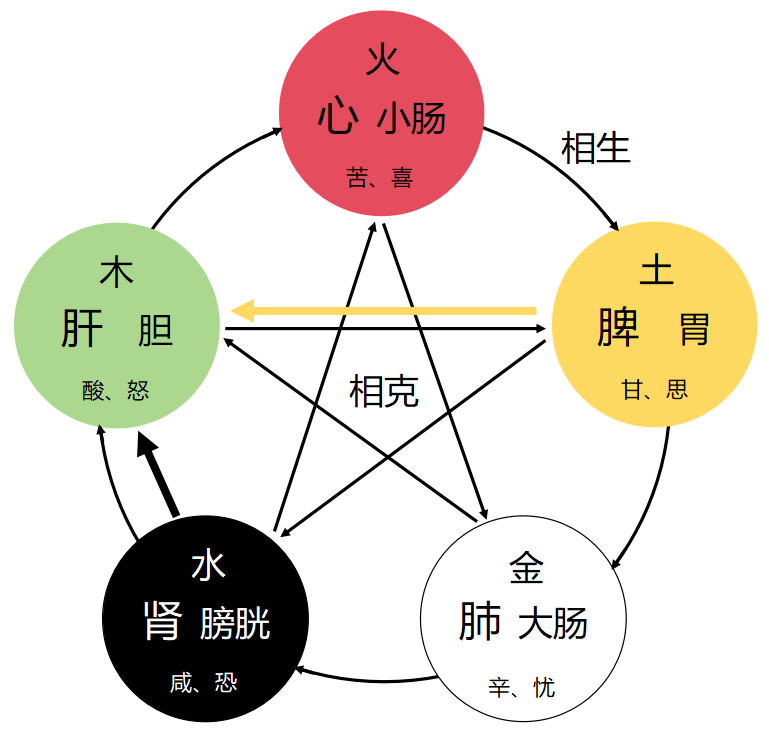 火
心 小肠
苦、喜
相生
木
肝 胆
酸、怒
土
脾 胃
甘、思
相克
水
肾 膀胱
咸、恐
金
肺 大肠
辛、忧